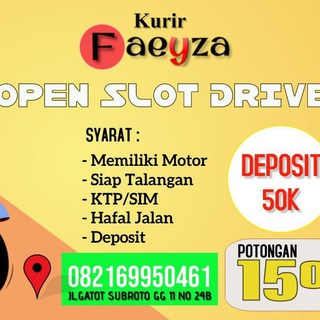 Kurir
Faeyza
OPEN SLOT DRIVE
SYARAT :
- Memiliki Motor
- Siap Talangan
- KTP/SIM
- Hafal Jalan
- Deposit
DEPOSIT
50K
082169950461
JL.GATOT SUBROTO GG 11 NO 24B
POTONGAN
15